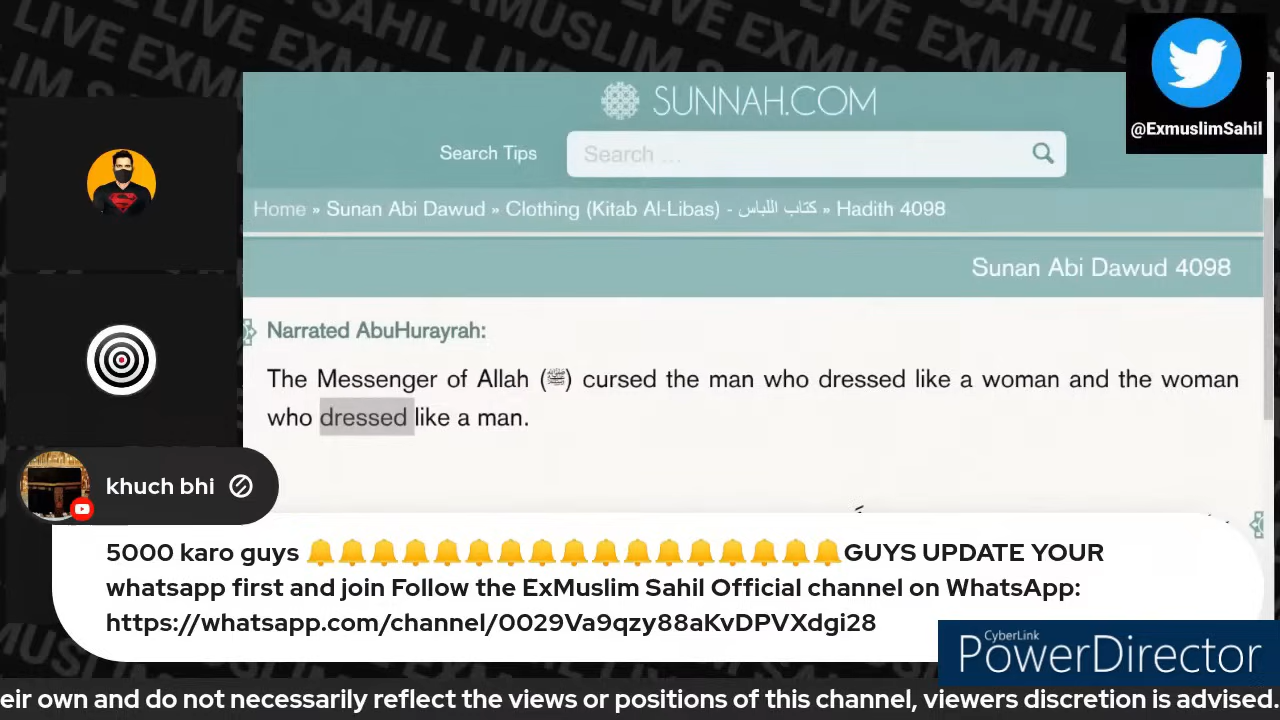 LIVE EXMUSLIM SAHIL
@ExmuslimSahil
SUNNAH.COM
Search Tips
Search ...
Home » Sunan Abi Dawud » Clothing (Kitab Al-Libas) - كتاب اللباس » Hadith 4098
Sunan Abi Dawud 4098
Narrated AbuHurayrah:
The Messenger of Allah (ﷺ) cursed the man who dressed like a woman and the woman
who dressed like a man.
khuch bhi
5000 karo guys 🔔🔔🔔🔔🔔🔔🔔🔔🔔🔔🔔🔔🔔🔔🔔🔔🔔GUYS UPDATE YOUR
whatsapp first and join Follow the ExMuslim Sahil Official channel on WhatsApp:
https://whatsapp.com/channel/0029Va9qzy88aKvDPVXdgi28
CyberLink
PowerDirector
eir own and do not necessarily reflect the views or positions of this channel, viewers discretion is advised.